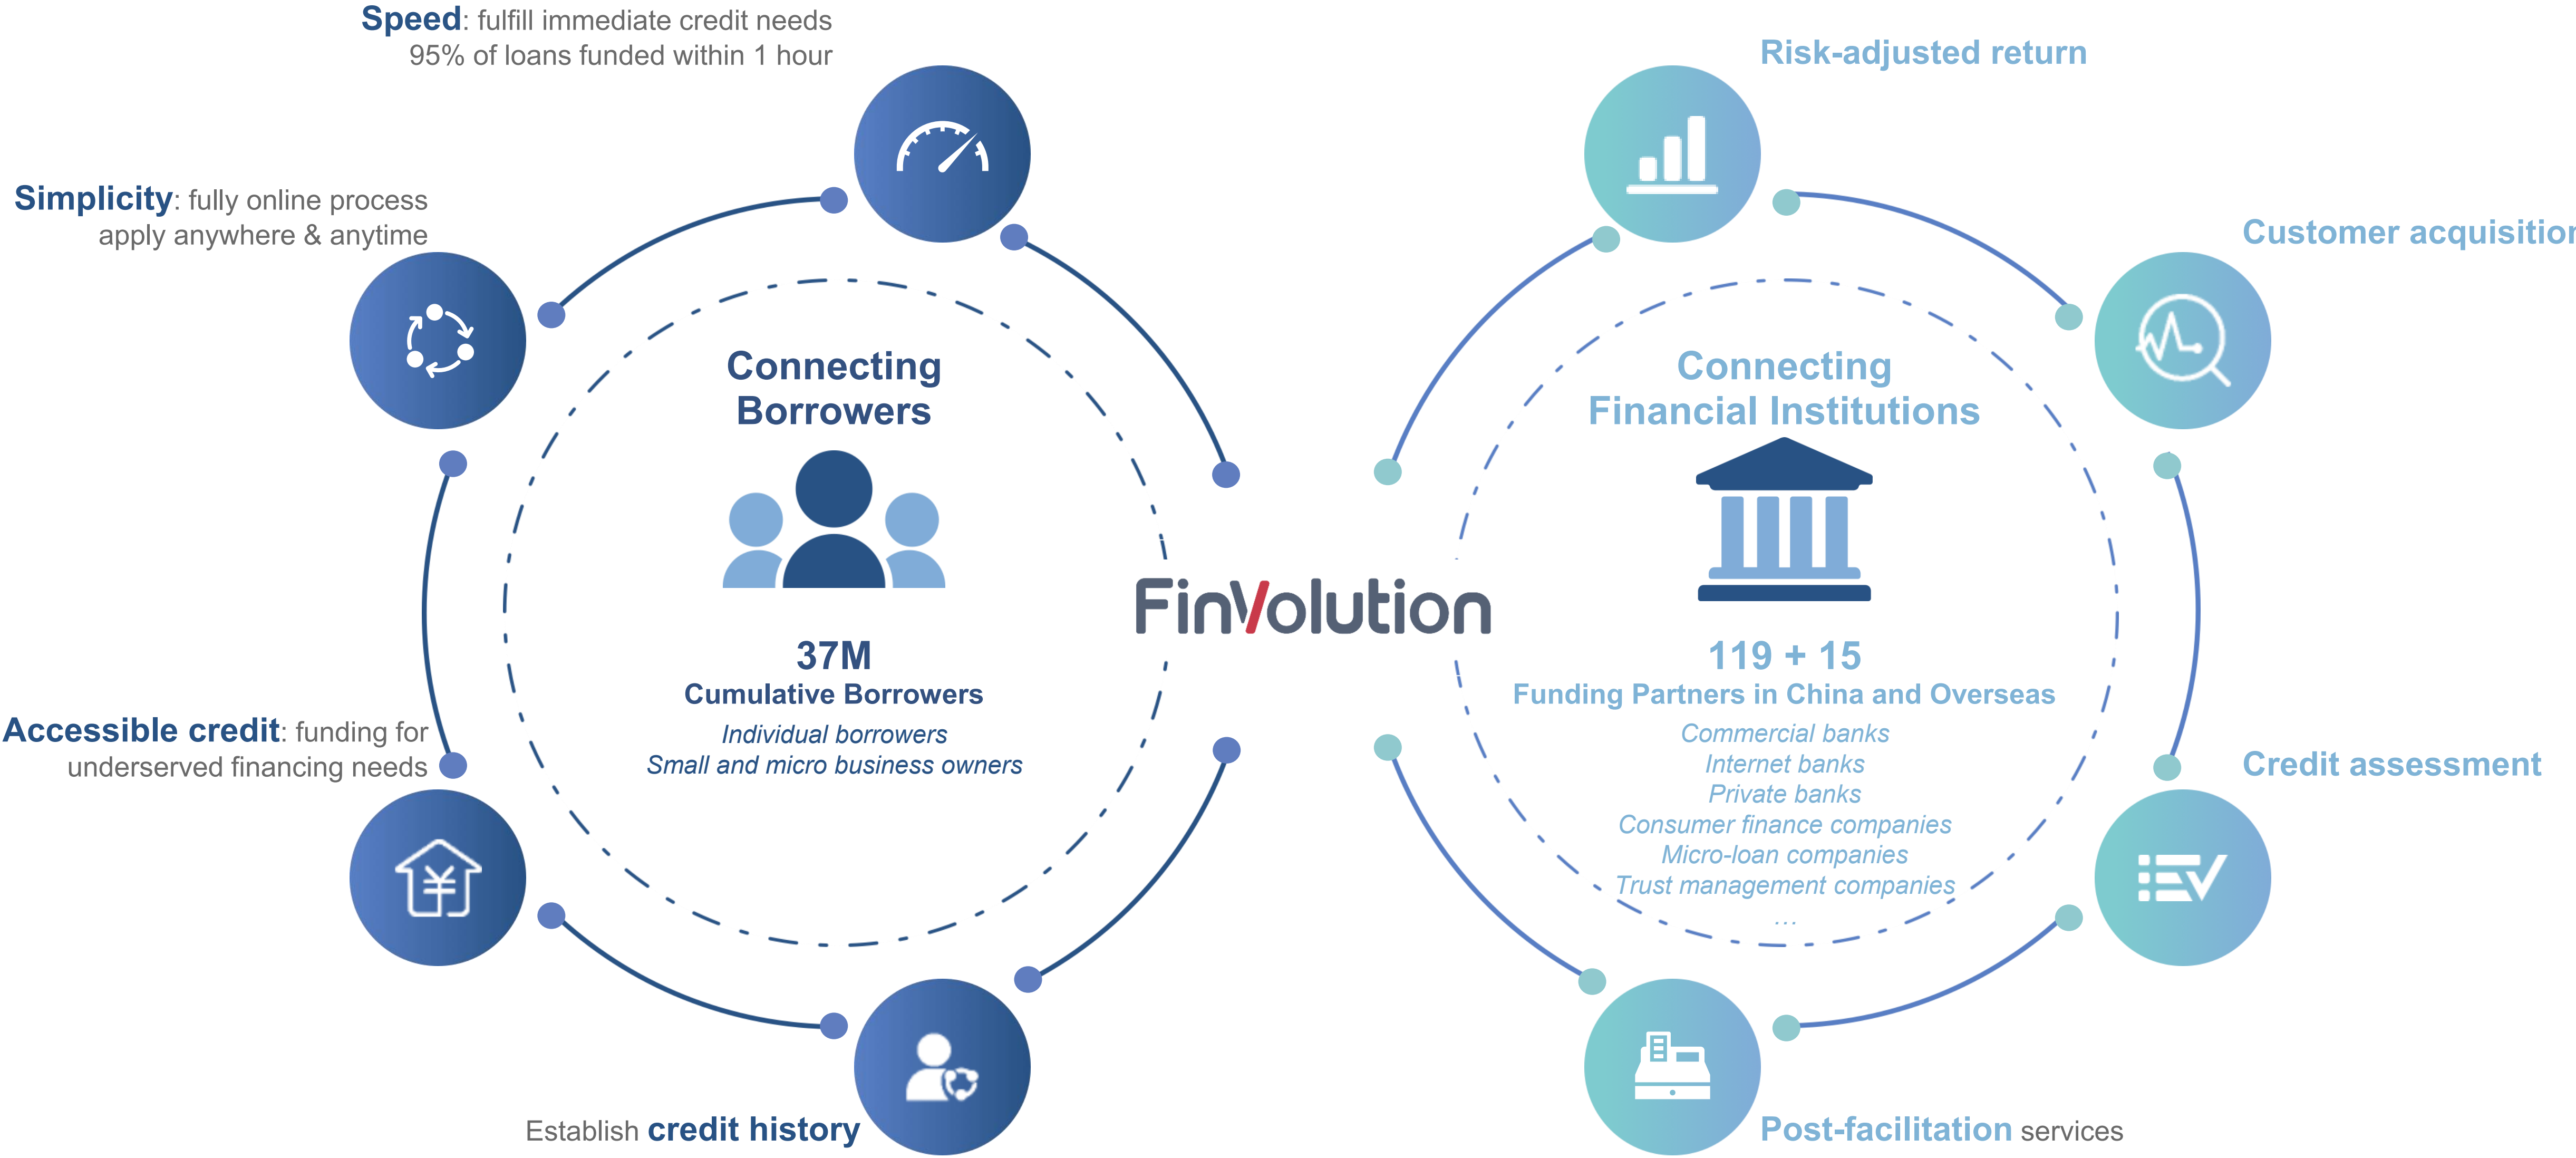 Speed: fulfill immediate credit needs
95% of loans funded within 1 hour
Simplicity: fully online process
apply anywhere & anytime
Connecting
Borrowers
37M
Cumulative Borrowers
Individual borrowers
Small and micro business owners
Accessible credit: funding for
underserved financing needs
Establish credit history
FinVolution
Risk-adjusted return
Customer acquisition
Connecting
Financial Institutions
119 + 15
Funding Partners in China and Overseas
Commercial banks
Internet banks
Private banks
Consumer finance companies
Micro-loan companies
Trust management companies
...
Credit assessment
Post-facilitation services